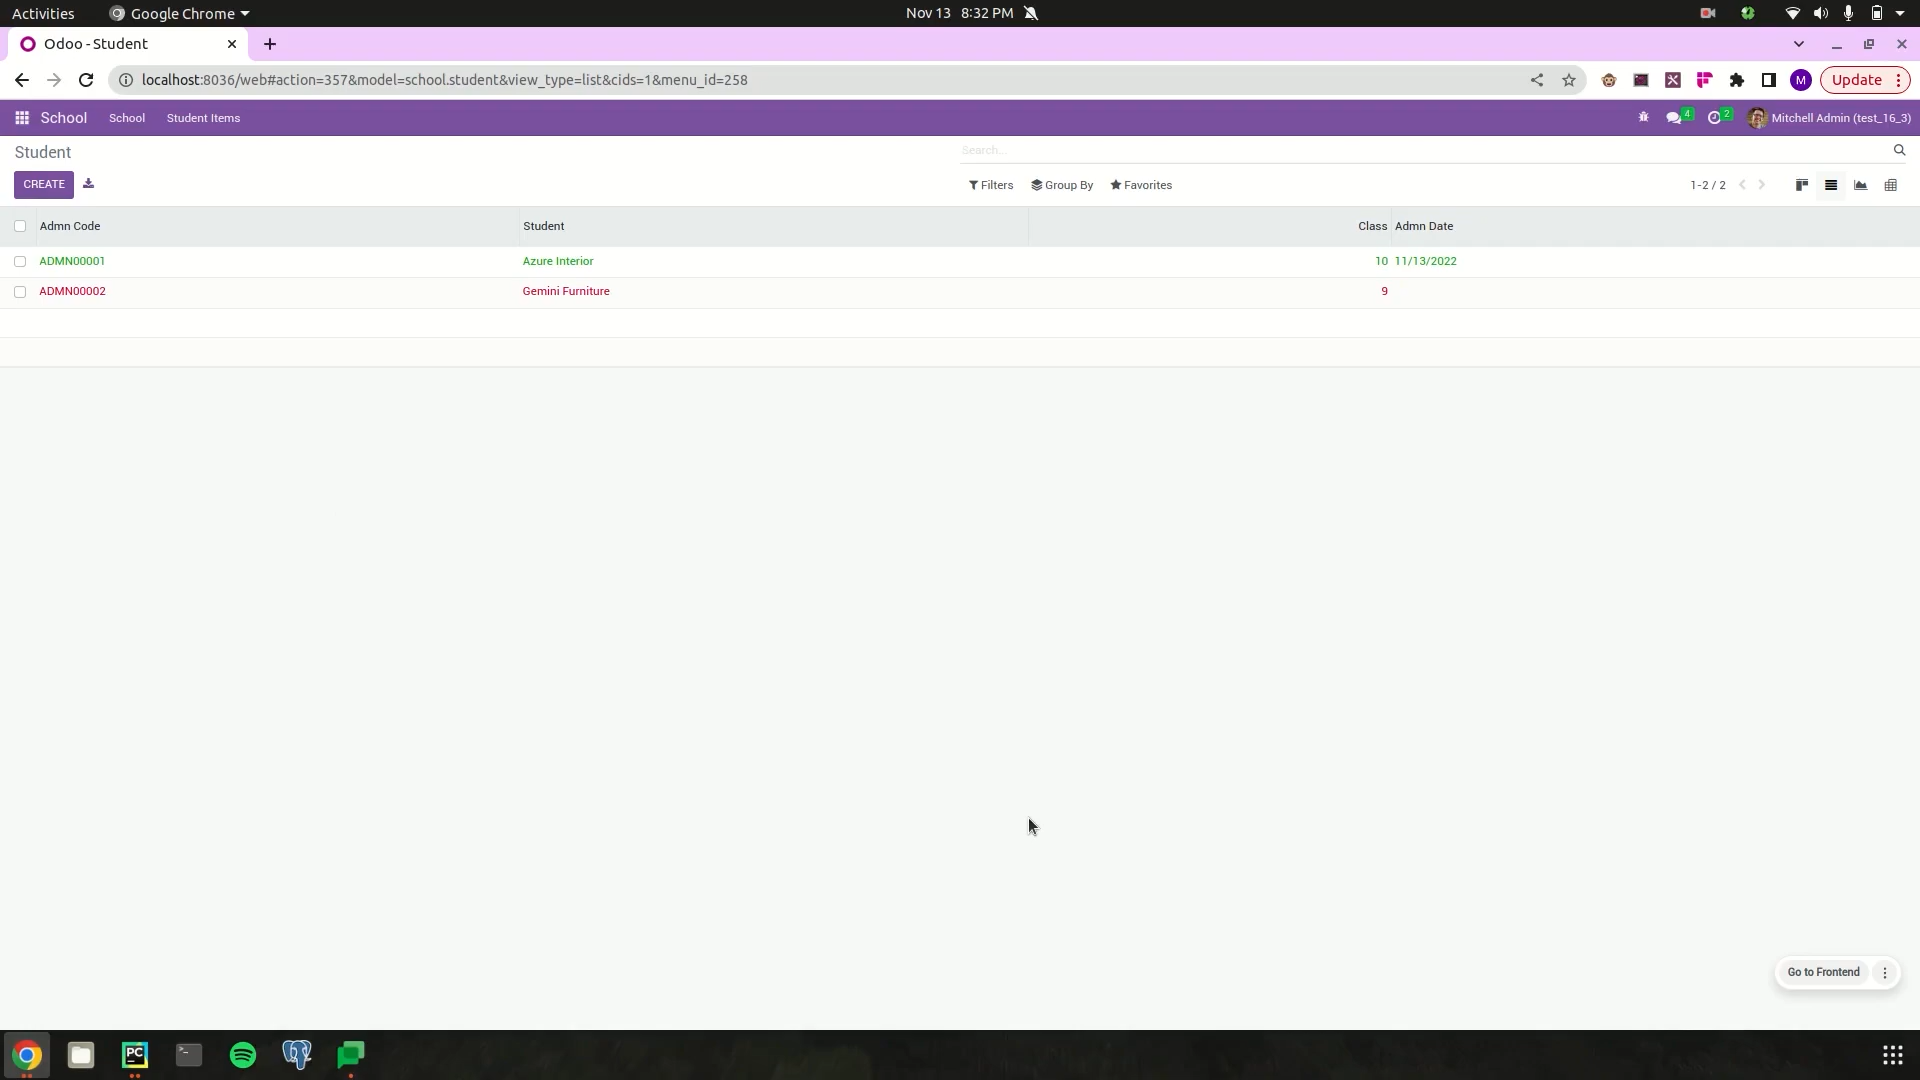 Activities Google Chrome Nov 13 8:32 PM
Odoo - Student
localhost:8036/web#action=357&model=school.student&view_type=list&cids=1&menu_id=258 M Update
School School Student Items 4 2 Mitchell Admin (test_16_3)
Student Search...
CREATE Filters Group By Favorites 1-2 / 2
Admn Code Student Class Admn Date
ADMN00001 Azure Interior 10 11/13/2022
ADMN00002 Gemini Furniture 9
Go to Frontend
PC